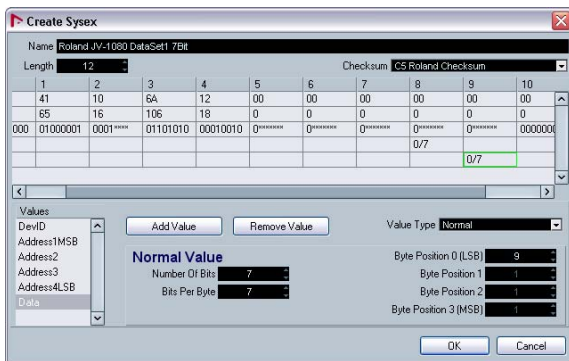 Create Sysex
Name Roland JV-1080 DataSet1 7Bit
Length 12 Checksum C5 Roland Checksum
1 2 3 4 5 6 7 8 9 10
41 10 6A 12 00 00 00 00 00 00
65 16 106 18 0 0 0 0 0 0
000 01000001 0001**** 01101010 00010010 0******* 0******* 0******* 0******* 0******* 0000000
0/7
0/7
Values
DevID
Address1MSB
Address2
Address3
Address4LSB
Data
Add Value Remove Value Value Type Normal
Normal Value
Number Of Bits 7
Bits Per Byte 7
Byte Position 0 (LSB) 9
Byte Position 1 1
Byte Position 2 1
Byte Position 3 (MSB) 1
OK Cancel